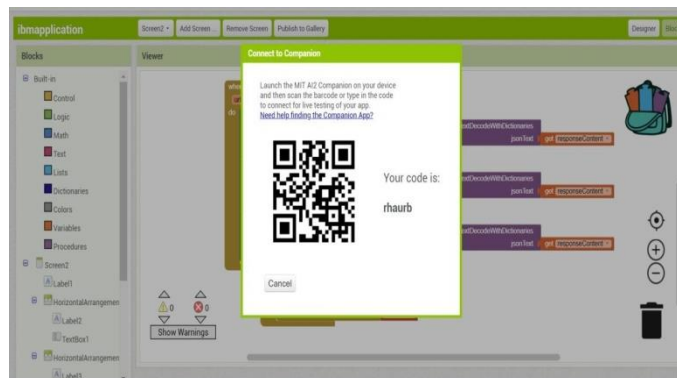 ibmapplication
Screen2
Add Screen ...
Remove Screen
Publish to Gallery
Designer
Blocks
Viewer
Connect to Companion
Launch the MIT AI2 Companion on your device
and then scan the barcode or type in the code
to connect for live testing of your app.
Need help finding the Companion App?
Your code is:
rhaurb
Cancel
Built-in
Control
Logic
Math
Text
Lists
Dictionaries
Colors
Variables
Procedures
Screen2
Label1
HorizontalArrangemen
Label2
TextBox1
HorizontalArrangemen
Label3
do
extDecodeWithDictionaries
jsonText
get responseContent
extDecodeWithDictionaries
jsonText
get responseContent
extDecodeWithDictionaries
jsonText
get responseContent
0
0
Show Warnings